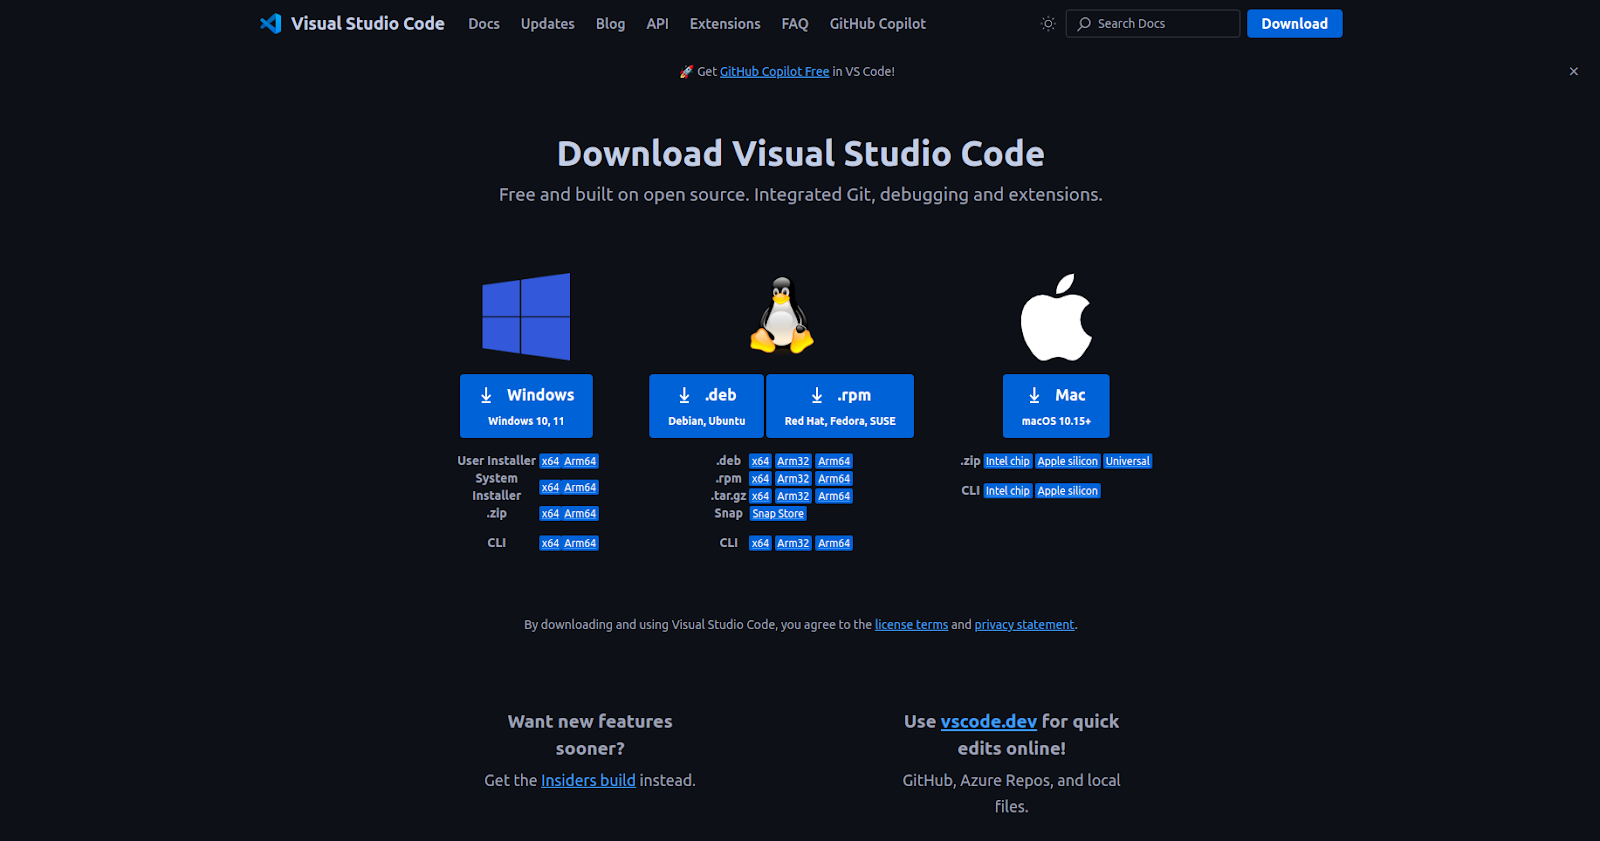 Visual Studio Code Docs Updates Blog API Extensions FAQ GitHub Copilot Search Docs Download
🚀 Get GitHub Copilot Free in VS Code!
Download Visual Studio Code
Free and built on open source. Integrated Git, debugging and extensions.
Windows
Windows 10, 11
User Installer x64 Arm64
System
Installer x64 Arm64
.zip x64 Arm64
CLI x64 Arm64
.deb
Debian, Ubuntu
.rpm
Red Hat, Fedora, SUSE
.deb x64 Arm32 Arm64
.rpm x64 Arm32 Arm64
.tar.gz x64 Arm32 Arm64
Snap Snap Store
CLI x64 Arm32 Arm64
Mac
macOS 10.15+
.zip Intel chip Apple silicon Universal
CLI Intel chip Apple silicon
By downloading and using Visual Studio Code, you agree to the license terms and privacy statement.
Want new features
sooner?
Get the Insiders build instead.
Use vscode.dev for quick
edits online!
GitHub, Azure Repos, and local
files.